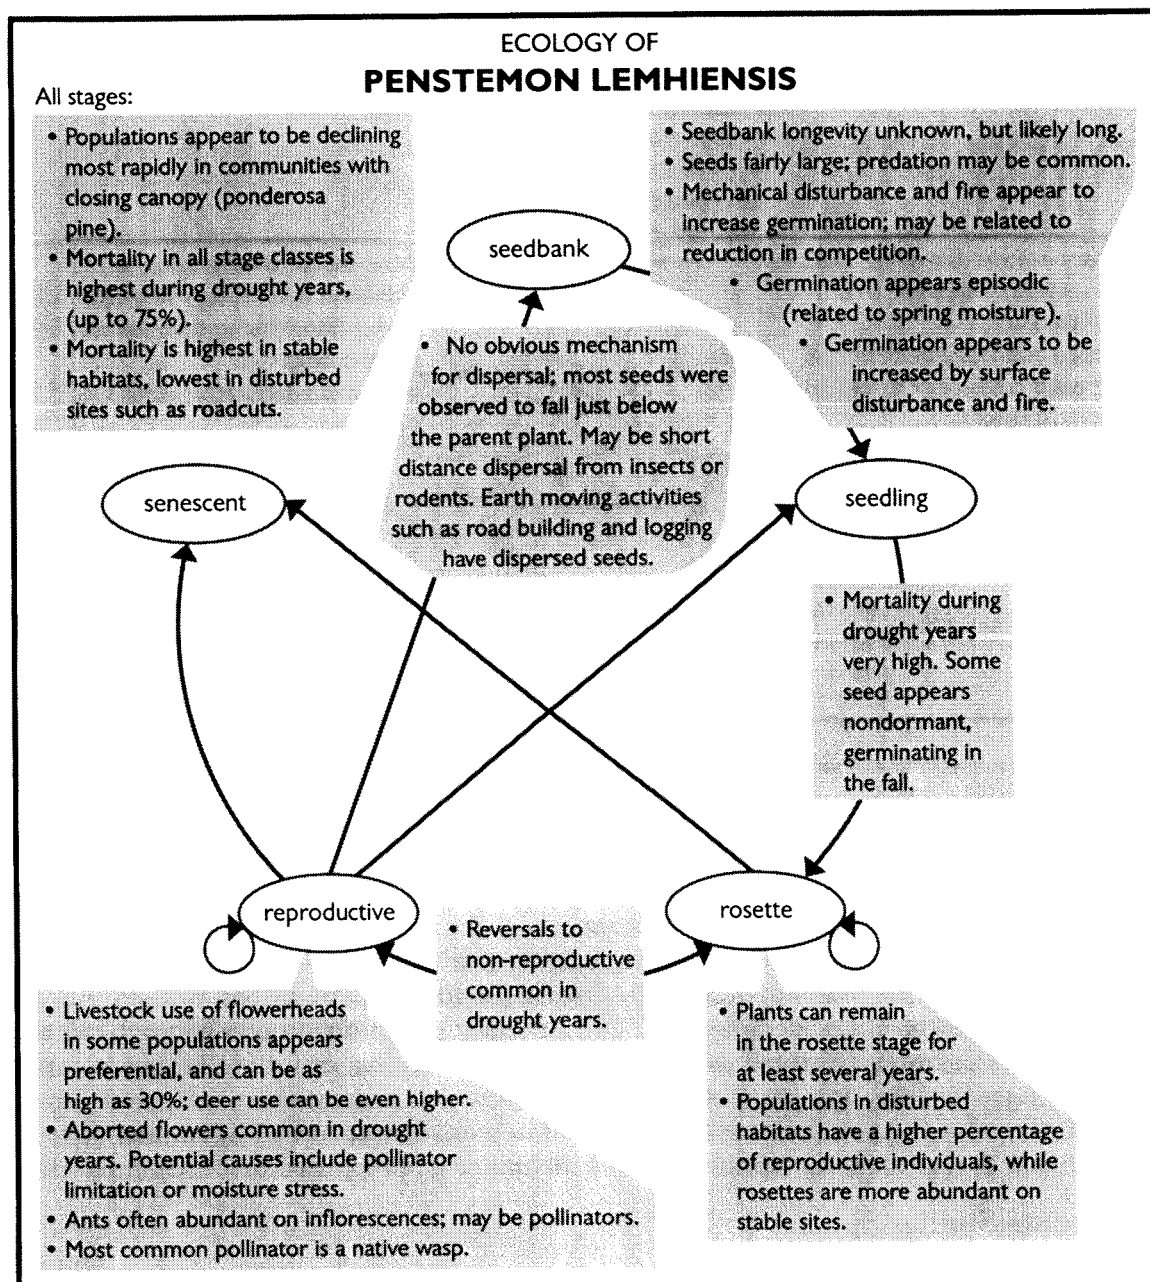 ECOLOGY OF
PENSTEMON LEMHIENSIS
All stages:
• Populations appear to be declining
most rapidly in communities with
closing canopy (ponderosa
pine).
• Mortality in all stage classes is
highest during drought years,
(up to 75%).
• Mortality is highest in stable
habitats, lowest in disturbed
sites such as roadcuts.
• Seedbank longevity unknown, but likely long.
• Seeds fairly large; predation may be common.
• Mechanical disturbance and fire appear to
increase germination; may be related to
reduction in competition.
• Germination appears episodic
(related to spring moisture).
• Germination appears to be
increased by surface
disturbance and fire.
seedbank
• No obvious mechanism
for dispersal; most seeds were
observed to fall just below
the parent plant. May be short
distance dispersal from insects or
rodents. Earth moving activities
such as road building and logging
have dispersed seeds.
senescent
seedling
• Mortality during
drought years
very high. Some
seed appears
nondormant,
germinating in
the fall.
reproductive
rosette
• Reversals to
non-reproductive
common in
drought years.
• Livestock use of flowerheads
in some populations appears
preferential, and can be as
high as 30%; deer use can be even higher.
• Aborted flowers common in drought
years. Potential causes include pollinator
limitation or moisture stress.
• Ants often abundant on inflorescences; may be pollinators.
• Most common pollinator is a native wasp.
• Plants can remain
in the rosette stage for
at least several years.
• Populations in disturbed
habitats have a higher percentage
of reproductive individuals, while
rosettes are more abundant on
stable sites.